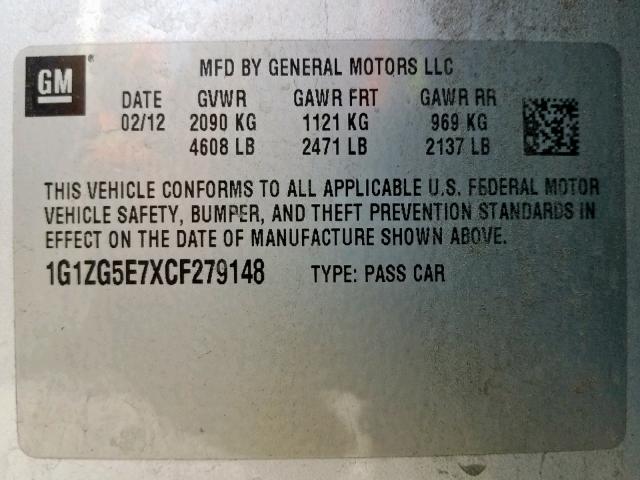 GM®
MFD BY GENERAL MOTORS LLC
DATE GVWR GAWR FRT GAWR RR
02/12 2090 KG 1121 KG 969 KG
4608 LB 2471 LB 2137 LB
THIS VEHICLE CONFORMS TO ALL APPLICABLE U.S. FEDERAL MOTOR
VEHICLE SAFETY, BUMPER, AND THEFT PREVENTION STANDARDS IN
EFFECT ON THE DATE OF MANUFACTURE SHOWN ABOVE.
1G1ZG5E7XCF279148 TYPE: PASS CAR